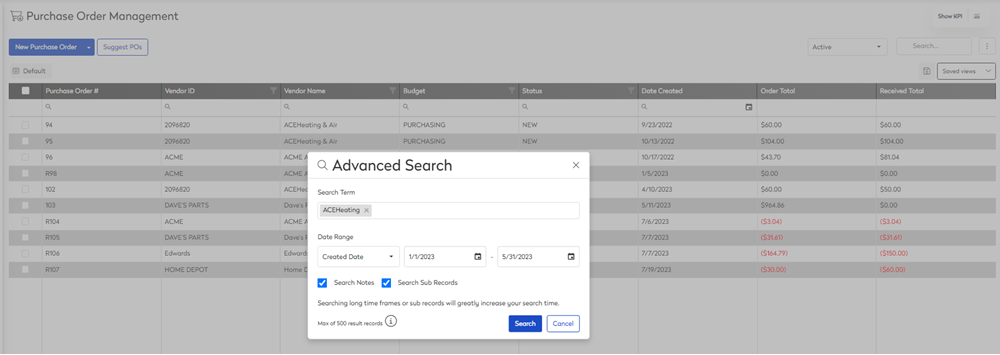 Purchase Order Management
Show KPI
New Purchase Order
Suggest POs
Active
Search...
Default
Saved views
Purchase Order # Vendor ID Vendor Name Budget Status Date Created Order Total Received Total
94 2096820 ACEHeating & Air PURCHASING NEW 9/23/2022 $60.00 $60.00
95 2096820 ACEHeating & Air PURCHASING NEW 10/13/2022 $104.00 $104.00
96 ACME ACME A 10/17/2022 $43.70 $81.04
R98 ACME ACME A 1/5/2023 $0.00 $0.00
102 2096820 ACEHe 4/10/2023 $60.00 $50.00
103 DAVE'S PARTS Dave's P 5/11/2023 $964.86 $0.00
R104 ACME ACME A 7/6/2023 ($3.04) ($3.04)
R105 DAVE'S PARTS Dave's P 7/7/2023 ($31.61) ($31.61)
R106 Edwards Edwards 7/7/2023 ($164.79) ($150.00)
R107 HOME DEPOT Home D 7/19/2023 ($30.00) ($60.00)
Advanced Search
Search Term
ACEHeating
Date Range
Created Date 1/1/2023 - 5/31/2023
Search Notes Search Sub Records
Searching long time frames or sub records will greatly increase your search time.
Max of 500 result records
Search Cancel